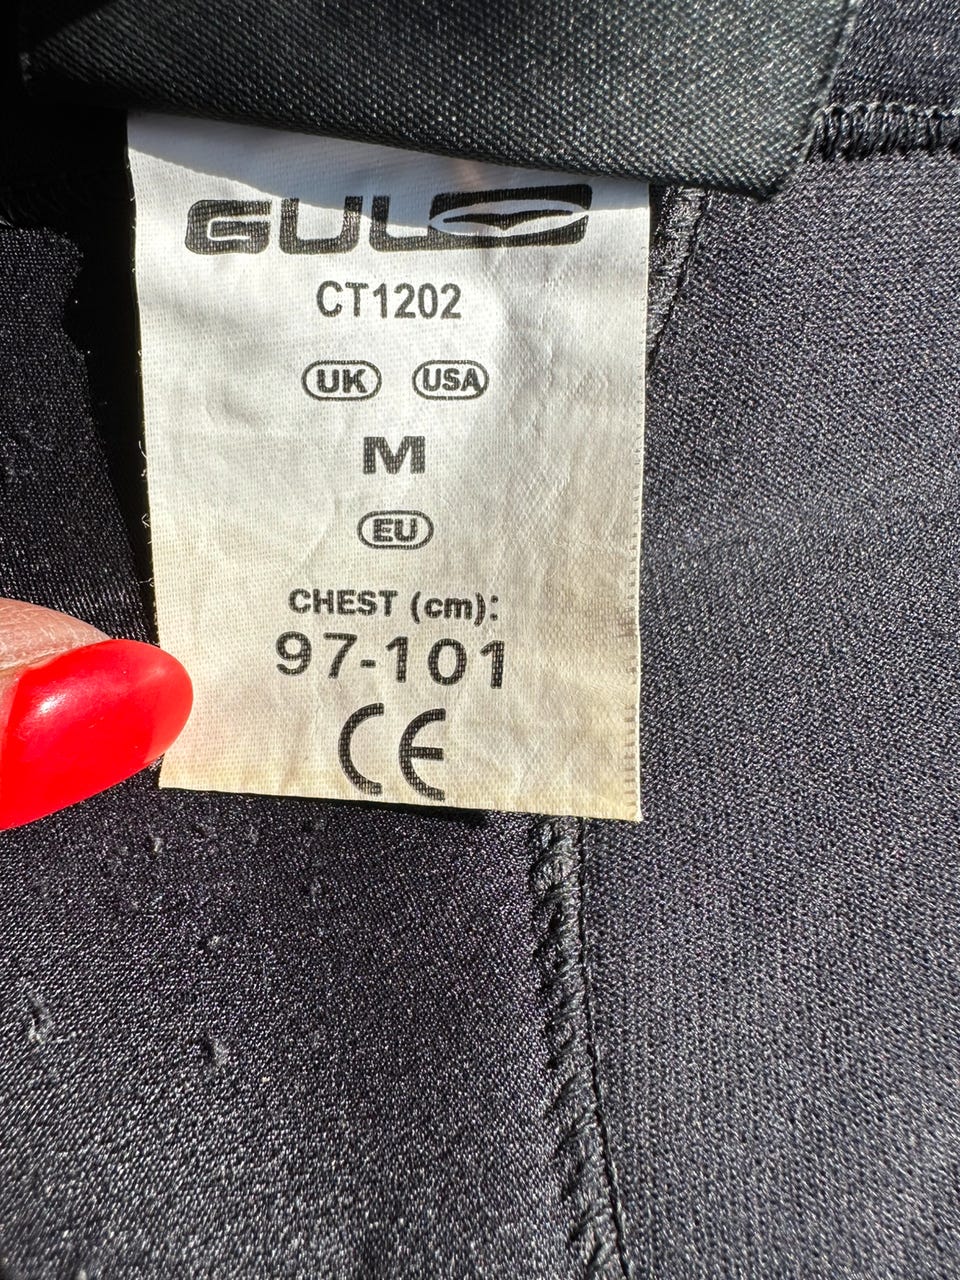 GUL
CT1202
UK USA
M
EU
CHEST (cm):
97-101
CE